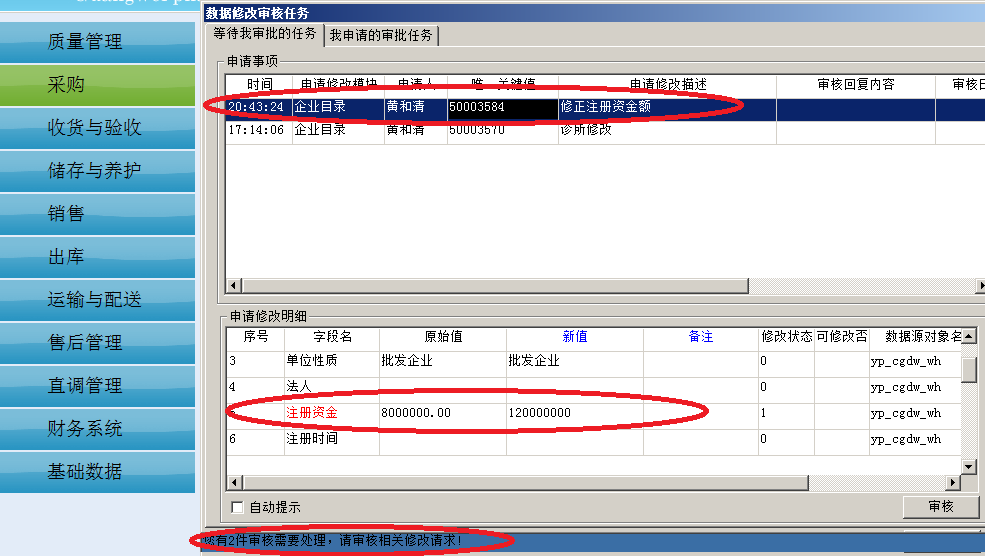 数据修改审核任务
质量管理
采购
收货与验收
储存与养护
销售
出库
运输与配送
售后管理
直调管理
财务系统
基础数据
等待我审批的任务 我申请的审批任务
申请事项
时间 申请修改模块 申请人 唯一关键值 申请修改描述 审核回复内容 审核日
20:43:24 企业目录 黄和清 50003584 修正注册资金额
17:14:06 企业目录 黄和清 50003570 诊所修改
申请修改明细
序号 字段名 原始值 新值 备注 修改状态 可修改否 数据源对象名
3 单位性质 批发企业 批发企业 0 yp_cgdw_wh
4 法人 0 yp_cgdw_wh
注册资金 8000000.00 120000000 1 yp_cgdw_wh
6 注册时间 0 yp_cgdw_wh
自动提示 审核
您有2件审核需要处理,请审核相关修改请求!